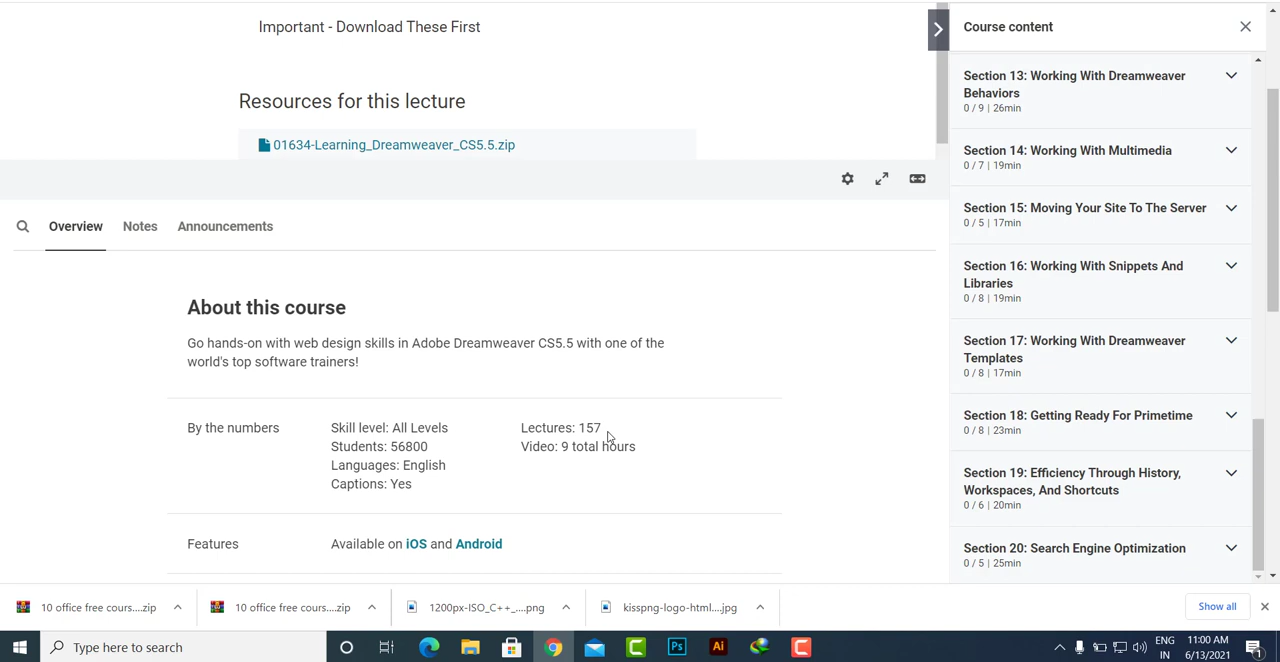 Important - Download These First
Resources for this lecture
01634-Learning_Dreamweaver_CS5.5.zip
Overview
Notes
Announcements
About this course
Go hands-on with web design skills in Adobe Dreamweaver CS5.5 with one of the
world's top software trainers!
By the numbers
Skill level: All Levels
Students: 56800
Languages: English
Captions: Yes
Lectures: 157
Video: 9 total hours
Features
Available on iOS and Android
Course content
Section 13: Working With Dreamweaver
Behaviors
0 / 9 | 26min
Section 14: Working With Multimedia
0 / 7 | 19min
Section 15: Moving Your Site To The Server
0 / 5 | 17min
Section 16: Working With Snippets And
Libraries
0 / 8 | 19min
Section 17: Working With Dreamweaver
Templates
0 / 8 | 17min
Section 18: Getting Ready For Primetime
0 / 8 | 23min
Section 19: Efficiency Through History,
Workspaces, And Shortcuts
0 / 6 | 20min
Section 20: Search Engine Optimization
0 / 5 | 25min
10 office free cours....zip
10 office free cours....zip
1200px-ISO_C++_....png
kisspng-logo-html....jpg
Show all
Type here to search
Ps
Ai
ENG
IN
11:00 AM
6/13/2021
1